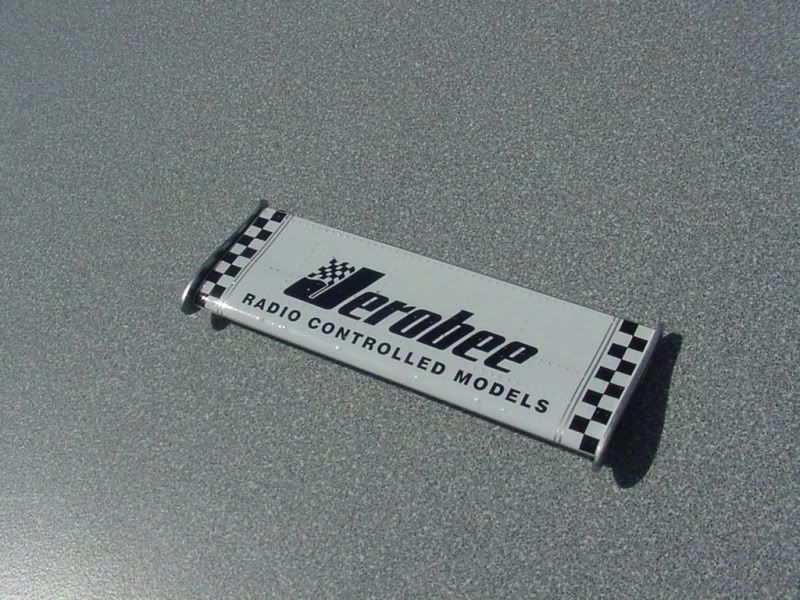 Jerobee
RADIO CONTROLLED MODELS